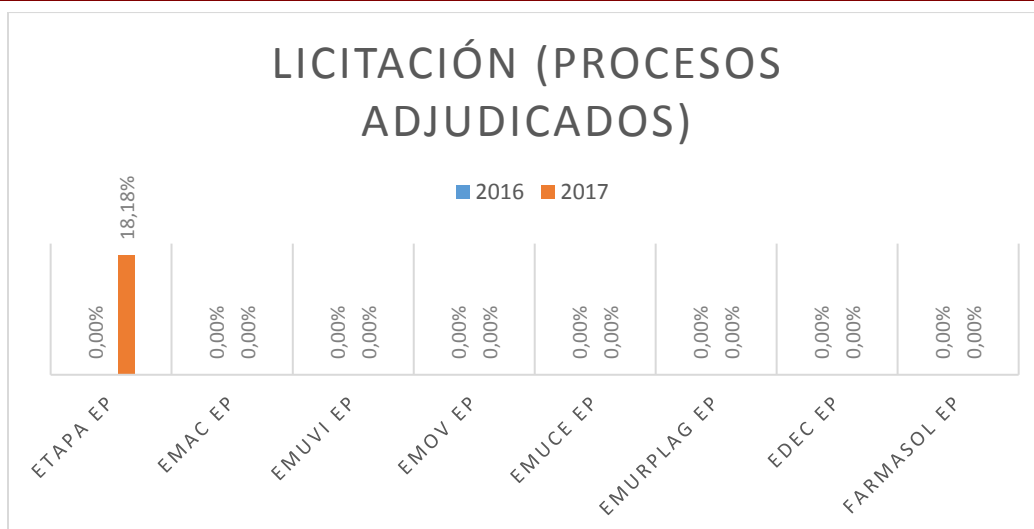 LICITACIÓN (PROCESOS
ADJUDICADOS)
2016 2017
0,00% 18,18% 0,00% 0,00% 0,00% 0,00% 0,00% 0,00% 0,00% 0,00% 0,00% 0,00% 0,00% 0,00% 0,00% 0,00%
ETAPA EP
EMAC EP
EMUVI EP
EMOV EP
EMUCE EP
EMURPLAG EP
EDEC EP
FARMASOL EP